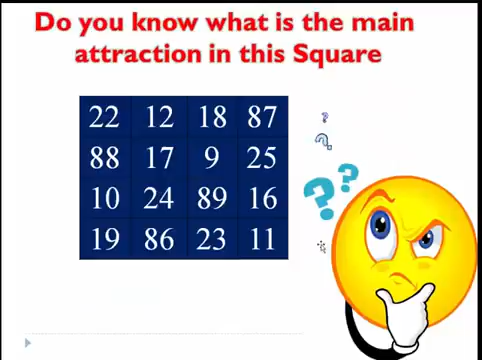 Do you know what is the main
attraction in this Square
22 12 18 87
88 17 9 25
10 24 89 16
19 86 23 11
?
??